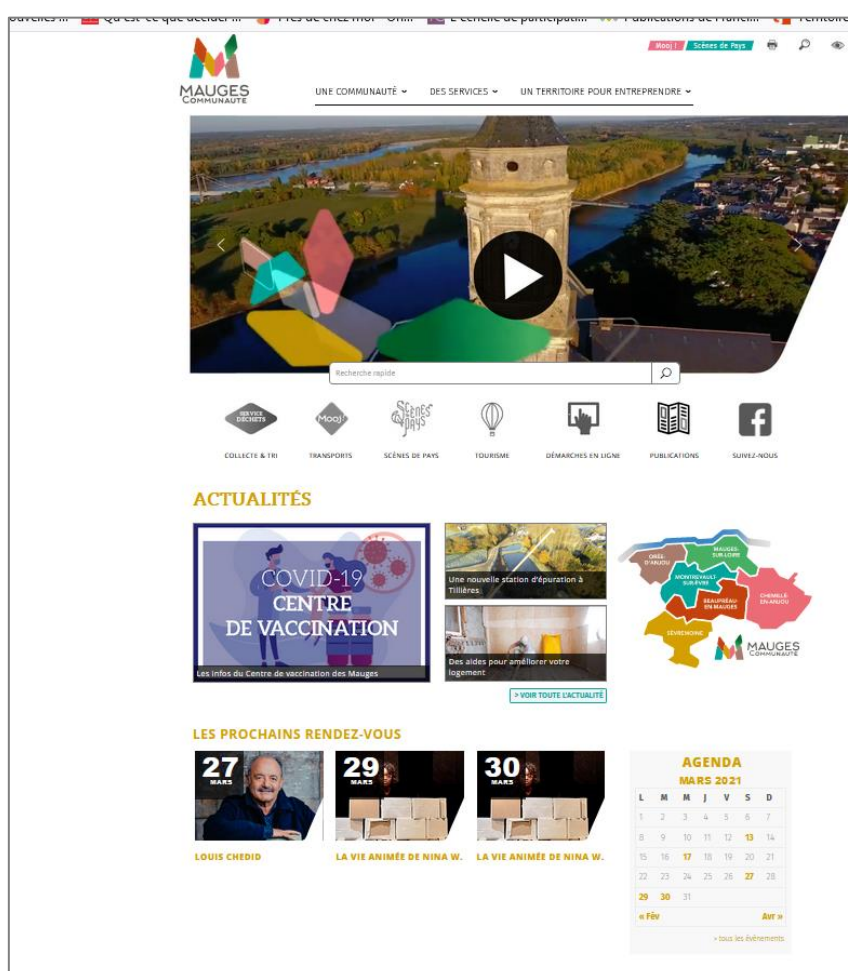 Mooj ! Scènes de Pays
MAUGES
COMMUNAUTÉ
UNE COMMUNAUTÉ DES SERVICES UN TERRITOIRE POUR ENTREPRENDRE
Recherche rapide
SERVICE
DÉCHETS
Mooj!
SCÈNES
PAYS
COLLECTE & TRI TRANSPORTS SCÈNES DE PAYS TOURISME DÉMARCHES EN LIGNE PUBLICATIONS SUIVEZ-NOUS
ACTUALITÉS
COVID-19
CENTRE
DE VACCINATION
Les infos du Centre de vaccination des Mauges
Une nouvelle station d'épuration à
Tillières
Des aides pour améliorer votre
logement
> VOIR TOUTE L'ACTUALITÉ
ORÉE-
D'ANJOU
MAUGES-
SUR-LOIRE
MONTREVAULT-
SUR-ÈVRE
BEAUPRÉAU-
EN-MAUGES
CHEMILLÉ-
EN-ANJOU
SÈVREMOINE
MAUGES
COMMUNAUTÉ
LES PROCHAINS RENDEZ-VOUS
27
MARS
29
MARS
30
MARS
LOUIS CHEDID
LA VIE ANIMÉE DE NINA W.
LA VIE ANIMÉE DE NINA W.
AGENDA
MARS 2021
L M M J V S D
1 2 3 4 5 6 7
8 9 10 11 12 13 14
15 16 17 18 19 20 21
22 23 24 25 26 27 28
29 30 31
« Fév Avr »
> tous les événements